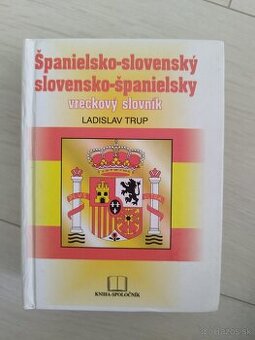 Španielsko-slovenský
slovensko-španielsky
vreckový slovník
LADISLAV TRUP
KNIHA-SPOLOČNÍK